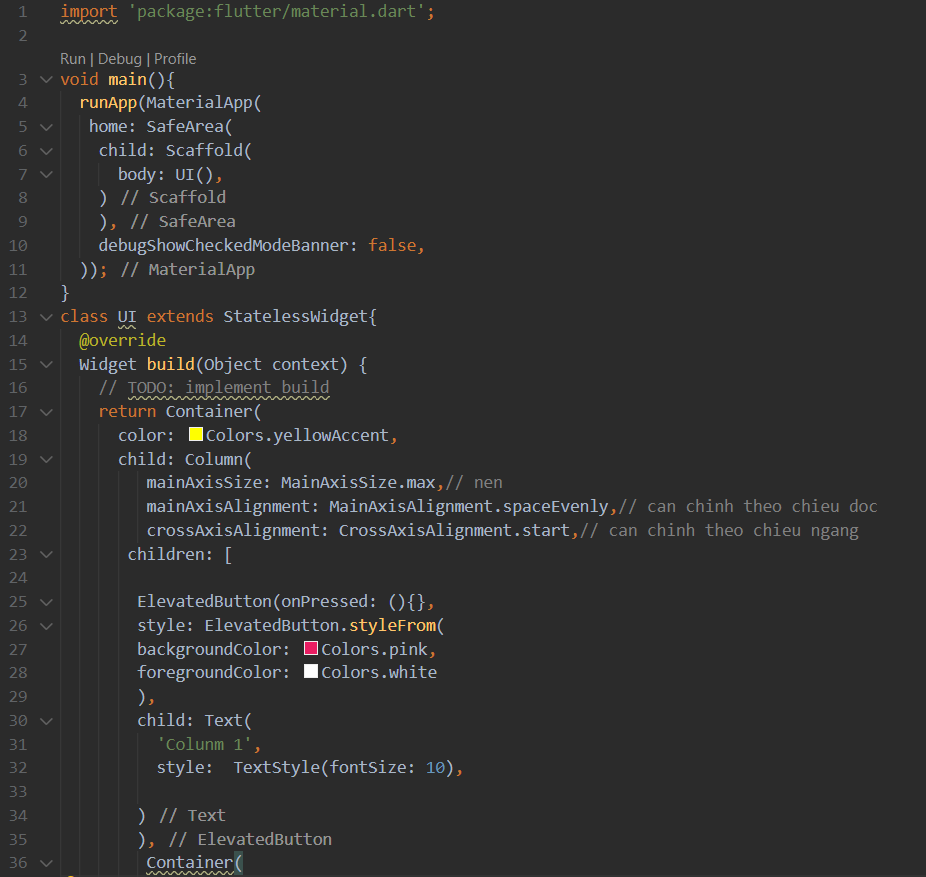 1 import 'package:flutter/material.dart';
2
Run | Debug | Profile
3 void main(){
4 runApp(MaterialApp(
5 home: SafeArea(
6 child: Scaffold(
7 body: UI(),
8 ) // Scaffold
9 ), // SafeArea
10 debugShowCheckedModeBanner: false,
11 )); // MaterialApp
12 }
13 class UI extends StatelessWidget{
14 @override
15 Widget build(Object context) {
16 // TODO: implement build
17 return Container(
18 color: Colors.yellowAccent,
19 child: Column(
20 mainAxisSize: MainAxisSize.max,// nen
21 mainAxisAlignment: MainAxisAlignment.spaceEvenly,// can chinh theo chieu doc
22 crossAxisAlignment: CrossAxisAlignment.start,// can chinh theo chieu ngang
23 children: [
24
25 ElevatedButton(onPressed: (){},
26 style: ElevatedButton.styleFrom(
27 backgroundColor: Colors.pink,
28 foregroundColor: Colors.white
29 ),
30 child: Text(
31 'Colunm 1',
32 style:  TextStyle(fontSize: 10),
33
34 ) // Text
35 ), // ElevatedButton
36 Container(